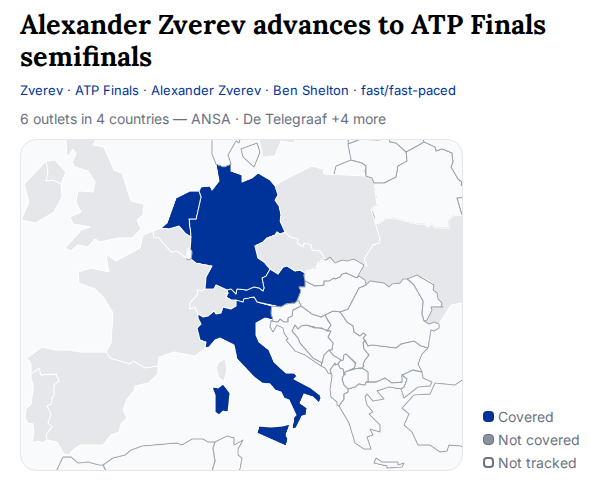 Alexander Zverev advances to ATP Finals
semifinals
Zverev · ATP Finals · Alexander Zverev · Ben Shelton · fast/fast-paced
6 outlets in 4 countries — ANSA · De Telegraaf +4 more
Covered
Not covered
Not tracked